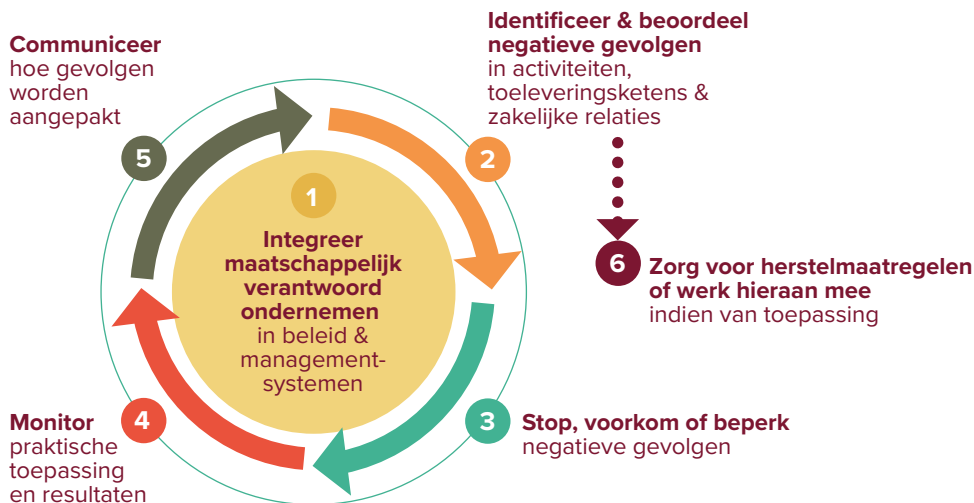 1
Integreer
maatschappelijk
verantwoord
ondernemen
in beleid &
management-
systemen
2
Identificeer & beoordeel
negatieve gevolgen
in activiteiten,
toeleveringsketens &
zakelijke relaties
3
Stop, voorkom of beperk
negatieve gevolgen
4
Monitor
praktische
toepassing
en resultaten
5
Communiceer
hoe gevolgen
worden
aangepakt
6
Zorg voor herstelmaatregelen
of werk hieraan mee
indien van toepassing